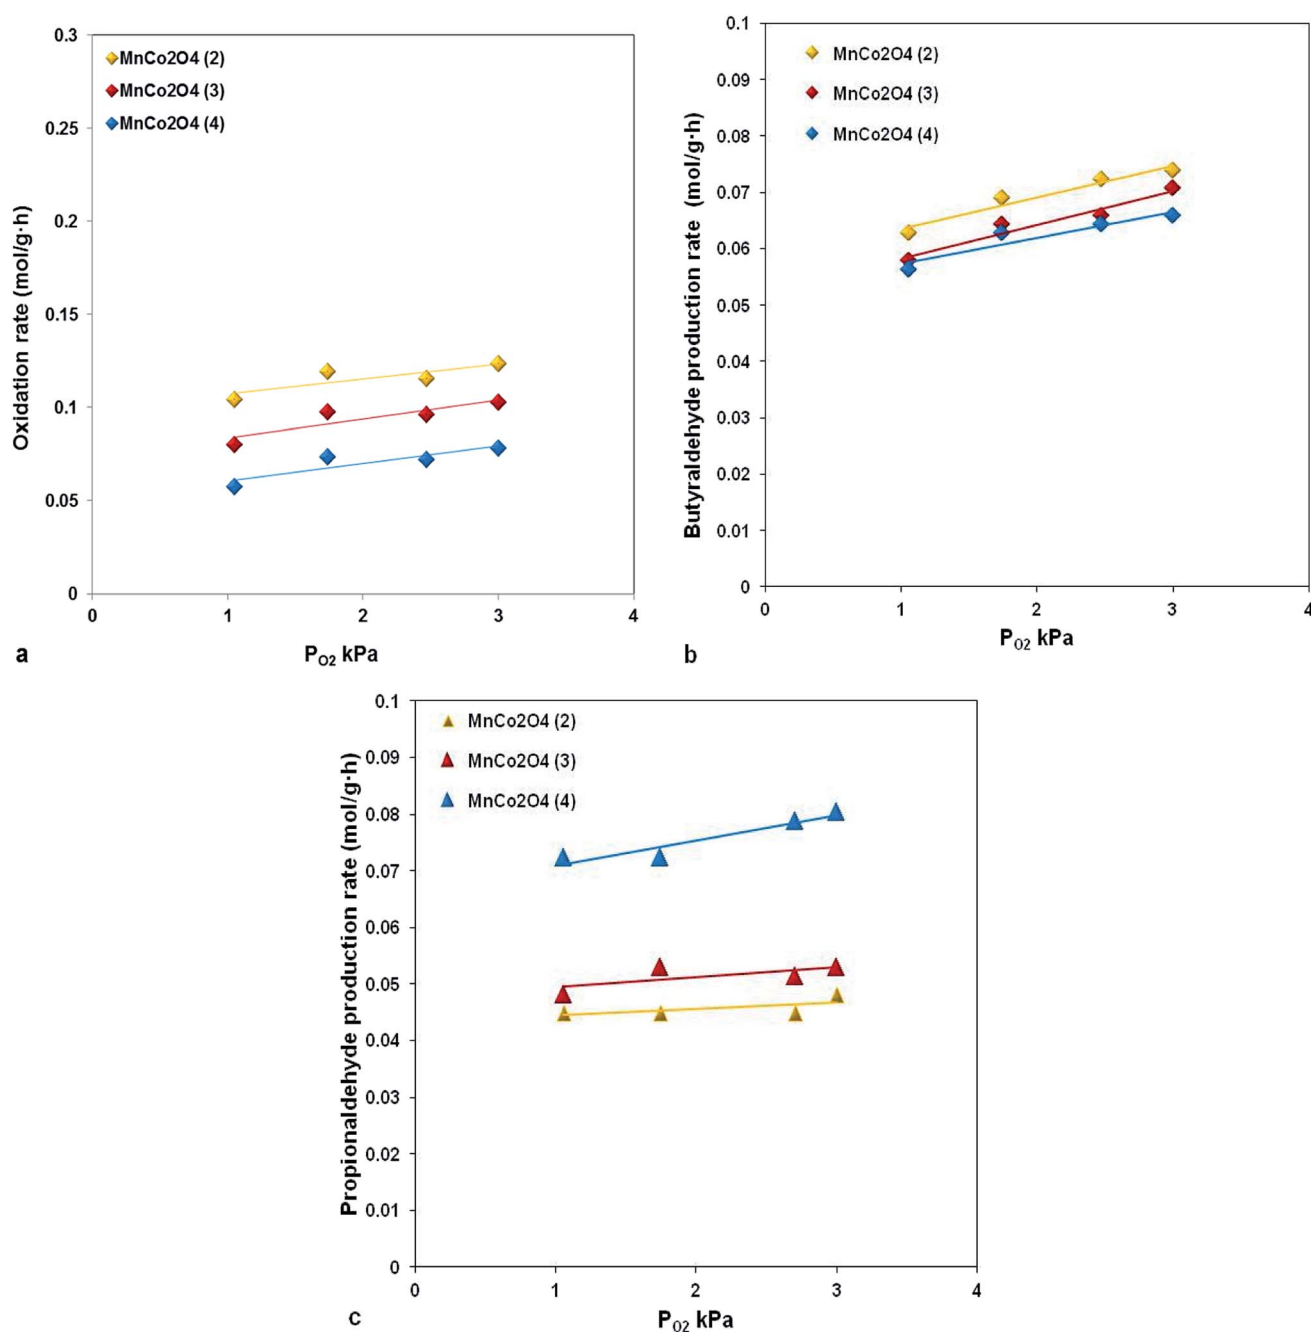 0.3
0.25
0.2
0.15
0.1
0.05
0
Oxidation rate (mol/g·h)
MnCo2O4 (2)
MnCo2O4 (3)
MnCo2O4 (4)
0 1 2 3 4
a
P_O2 kPa
0.1
0.09
0.08
0.07
0.06
0.05
0.04
0.03
0.02
0.01
0
Butyraldehyde production rate (mol/g·h)
MnCo2O4 (2)
MnCo2O4 (3)
MnCo2O4 (4)
0 1 2 3 4
b
P_O2 kPa
0.1
0.09
0.08
0.07
0.06
0.05
0.04
0.03
0.02
0.01
0
Propionaldehyde production rate (mol/g·h)
MnCo2O4 (2)
MnCo2O4 (3)
MnCo2O4 (4)
0 1 2 3 4
c
P_O2 kPa